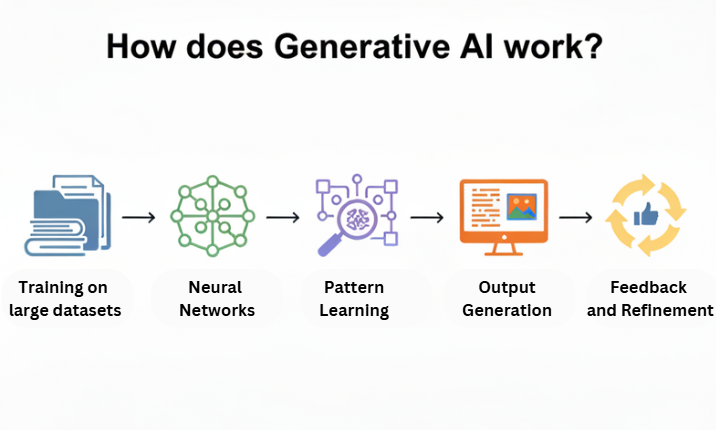 How does Generative AI work?
Training on
large datasets
Neural
Networks
Pattern
Learning
Output
Generation
Feedback
and Refinement